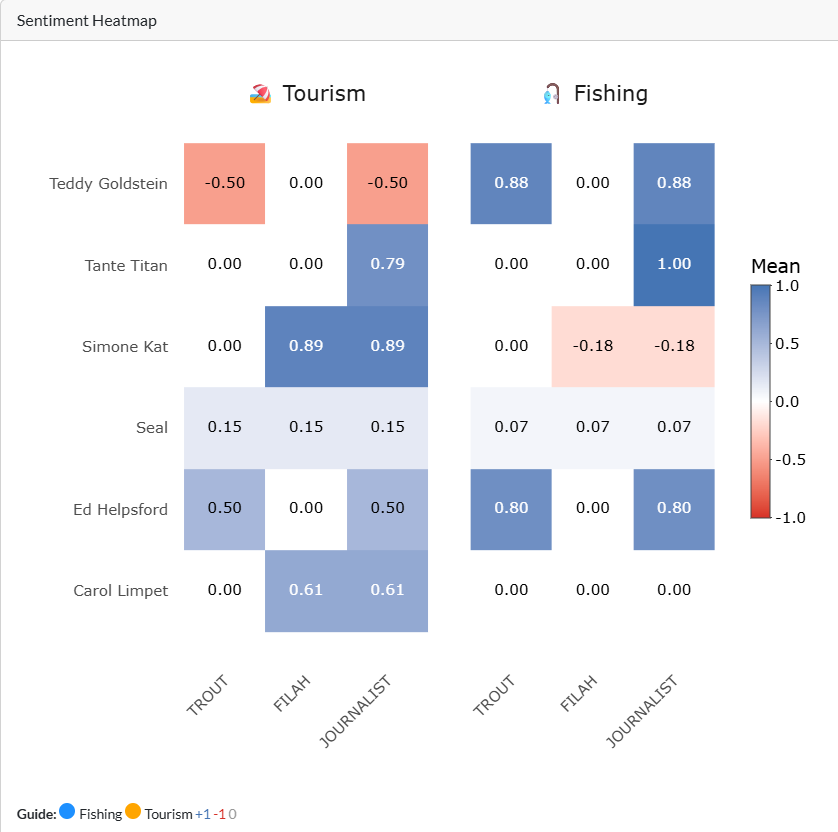 Sentiment Heatmap
Tourism Fishing
Teddy Goldstein -0.50 0.00 -0.50 0.88 0.00 0.88
Tante Titan 0.00 0.00 0.79 0.00 0.00 1.00
Simone Kat 0.00 0.89 0.89 0.00 -0.18 -0.18
Seal 0.15 0.15 0.15 0.07 0.07 0.07
Ed Helpsford 0.50 0.00 0.50 0.80 0.00 0.80
Carol Limpet 0.00 0.61 0.61 0.00 0.00 0.00
TROUT FILAH JOURNALIST TROUT FILAH JOURNALIST
Mean
1.0
0.5
0.0
-0.5
-1.0
Guide: Fishing Tourism +1 -1 0